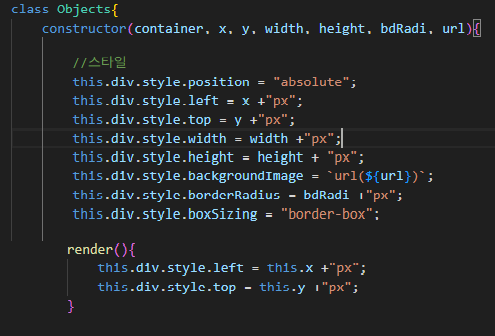 class Objects{
constructor(container, x, y, width, height, bdRadi, url){
//스타일
this.div.style.position = "absolute";
this.div.style.left = x +"px";
this.div.style.top = y +"px";
this.div.style.width = width +"px";
this.div.style.height = height + "px";
this.div.style.backgroundImage = `url(${url})`;
this.div.style.borderRadius = bdRadi +"px";
this.div.style.boxSizing = "border-box";
render(){
this.div.style.left = this.x +"px";
this.div.style.top = this.y +"px";
}